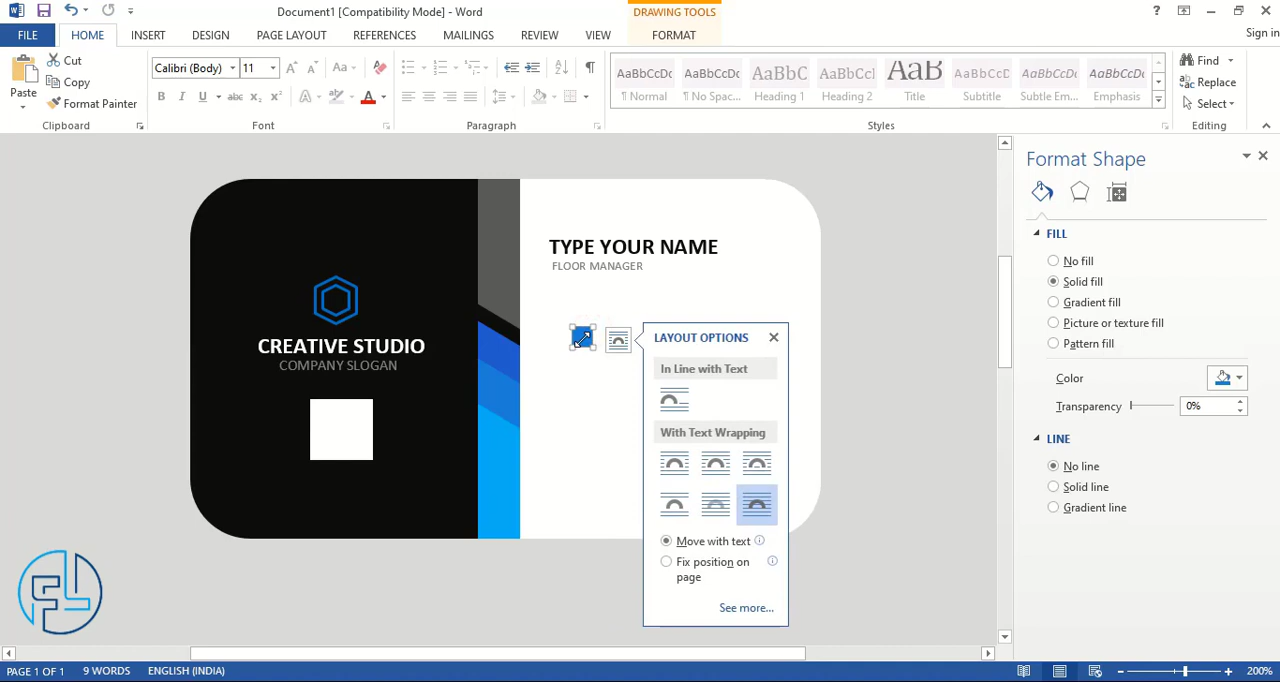 Document1 [Compatibility Mode] - Word
DRAWING TOOLS
?
Sign in
FILE
HOME
INSERT
DESIGN
PAGE LAYOUT
REFERENCES
MAILINGS
REVIEW
VIEW
FORMAT
Paste
Cut
Copy
Format Painter
Clipboard
Calibri (Body)
11
Aa
B I U abc X₂ X²
A
Font
Paragraph
AaBbCcDc
¶ Normal
AaBbCcDc
¶ No Spac...
AaBbC
Heading 1
AaBbCcC
Heading 2
AaB
Title
AaBbCcD
Subtitle
AaBbCcDc
Subtle Em...
AaBbCcDc
Emphasis
Styles
Find
Replace
Select
Editing
CREATIVE STUDIO
COMPANY SLOGAN
TYPE YOUR NAME
FLOOR MANAGER
LAYOUT OPTIONS
In Line with Text
With Text Wrapping
Move with text
Fix position on
page
See more...
Format Shape
FILL
No fill
Solid fill
Gradient fill
Picture or texture fill
Pattern fill
Color
Transparency
0%
LINE
No line
Solid line
Gradient line
PAGE 1 OF 1
9 WORDS
ENGLISH (INDIA)
200%